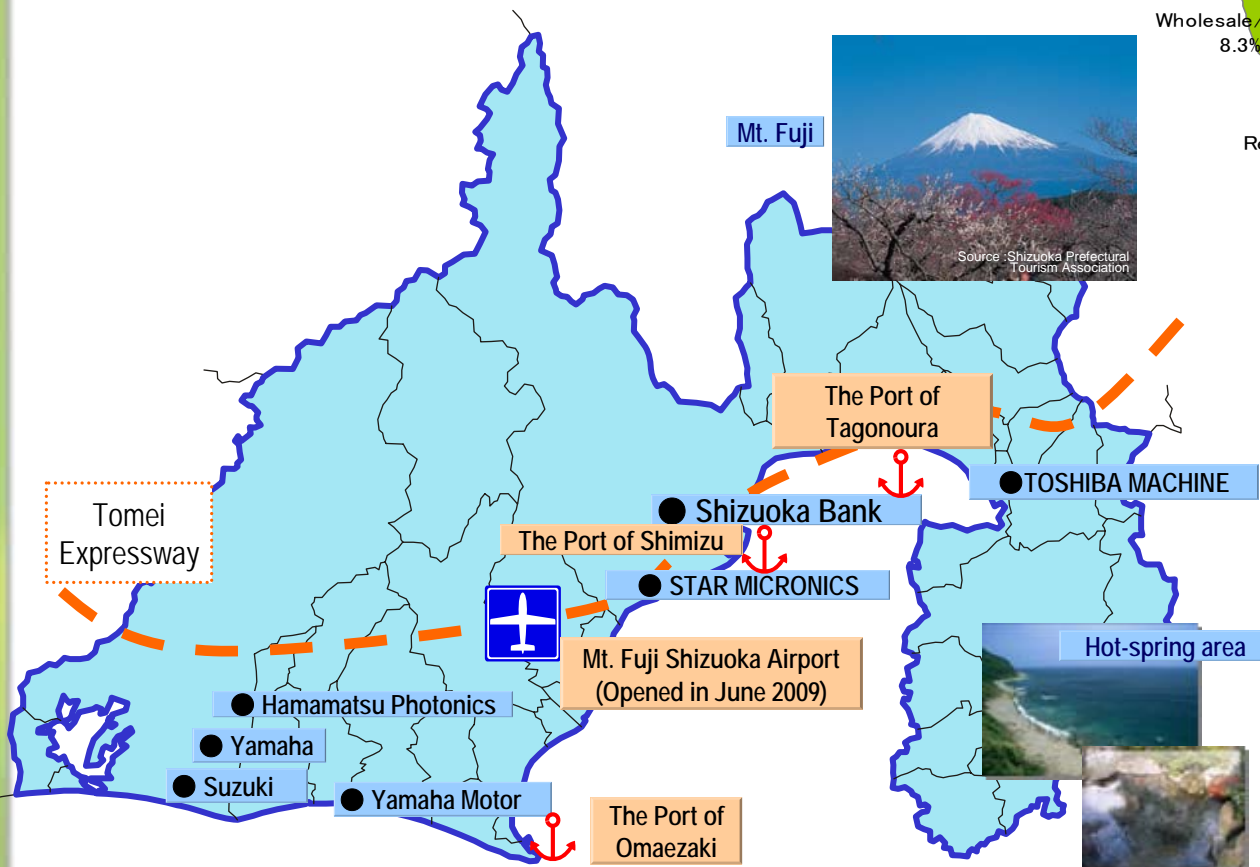 Wholesale/
8.3%
Mt. Fuji
Source :Shizuoka Prefectural
Tourism Association
The Port of
Tagonoura
TOSHIBA MACHINE
Tomei
Expressway
Shizuoka Bank
The Port of Shimizu
STAR MICRONICS
Mt. Fuji Shizuoka Airport
(Opened in June 2009)
Hot-spring area
Hamamatsu Photonics
Yamaha
Suzuki
Yamaha Motor
The Port of
Omaezaki